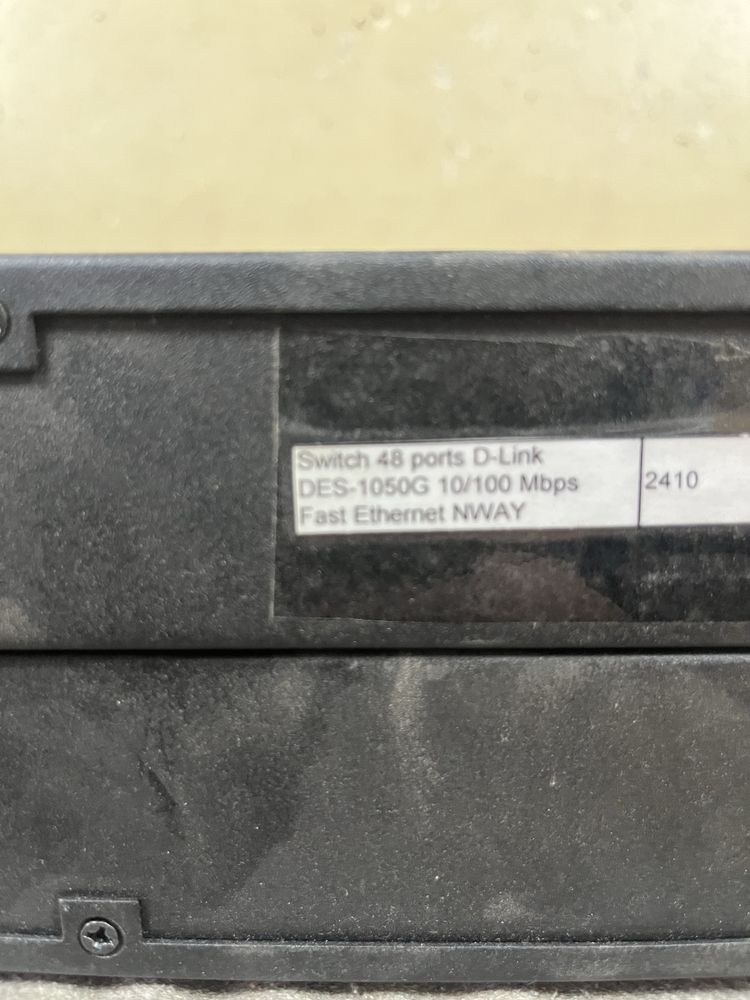 Switch 48 ports D-Link
DES-1050G 10/100 Mbps
Fast Ethernet NWAY
2410